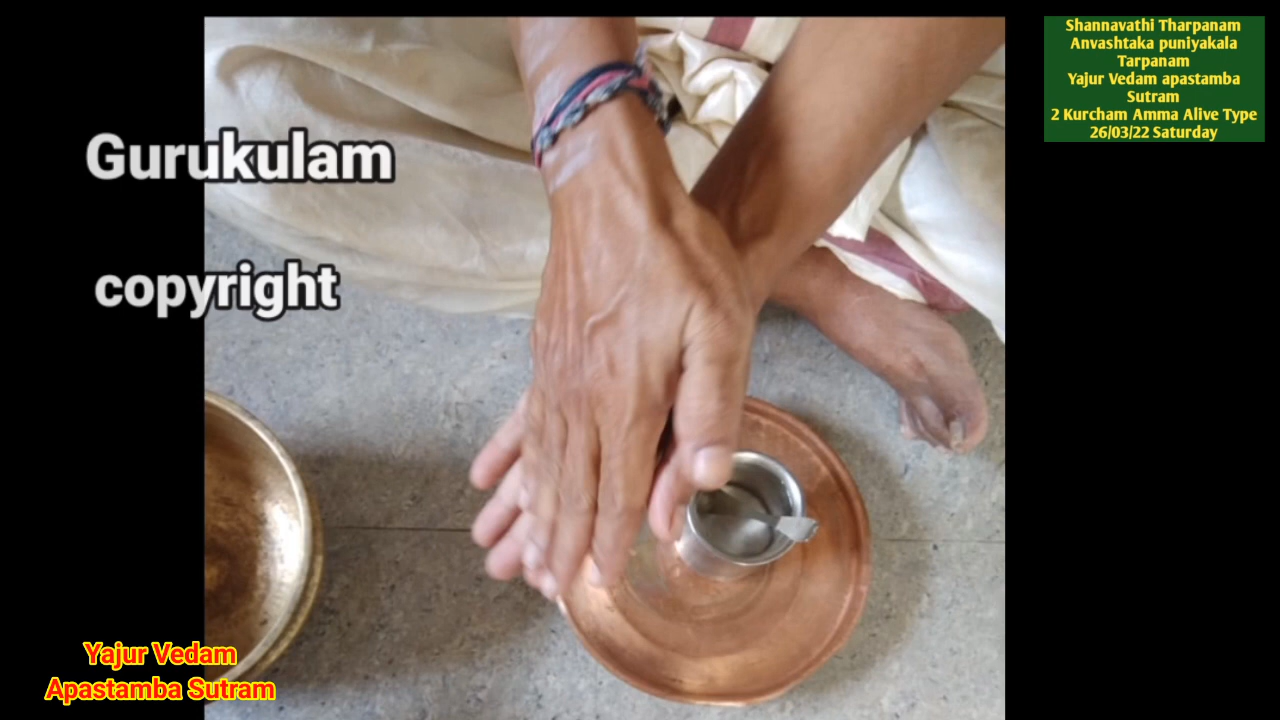 Shannavathi Tharpanam
Anvashtaka puniyakala
Tarpanam
Yajur Vedam apastamba
Sutram
2 Kurcham Amma Alive Type
26/03/22 Saturday
Gurukulam
copyright
Yajur Vedam
Apastamba Sutram